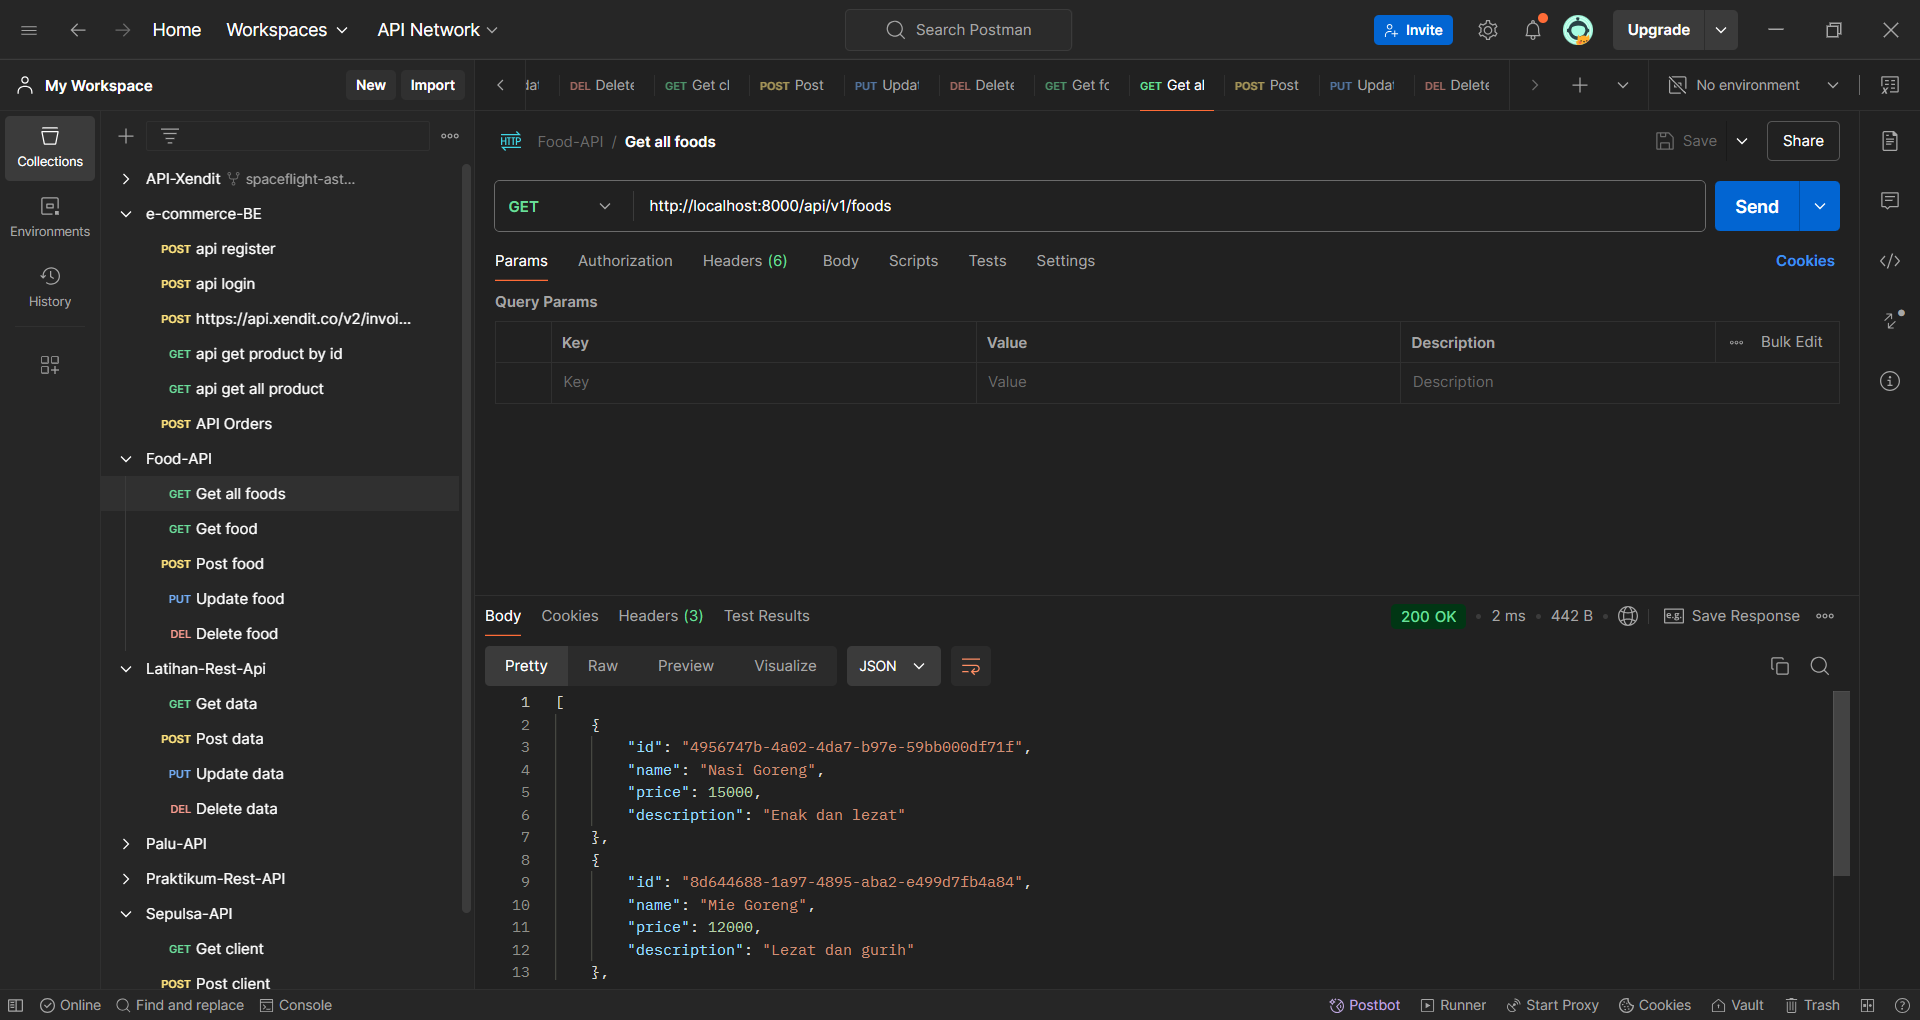 Home Workspaces API Network Search Postman Invite Upgrade
My Workspace New Import
DEL Delete GET Get cl POST Post PUT Updat DEL Delete GET Get fo GET Get al POST Post PUT Updat DEL Delete No environment
Collections
Environments
History
API-Xendit spaceflight-ast...
e-commerce-BE
POST api register
POST api login
POST https://api.xendit.co/v2/invoi...
GET api get product by id
GET api get all product
POST API Orders
Food-API
GET Get all foods
GET Get food
POST Post food
PUT Update food
DEL Delete food
Latihan-Rest-Api
GET Get data
POST Post data
PUT Update data
DEL Delete data
Palu-API
Praktikum-Rest-API
Sepulsa-API
GET Get client
POST Post client
HTTP Food-API / Get all foods Save Share
GET http://localhost:8000/api/v1/foods Send
Params Authorization Headers (6) Body Scripts Tests Settings Cookies
Query Params
Key Value Description Bulk Edit
Key Value Description
Body Cookies Headers (3) Test Results 200 OK 2 ms 442 B e.g. Save Response
Pretty Raw Preview Visualize JSON
1 [
2 {
3 "id": "4956747b-4a02-4da7-b97e-59bb000df71f",
4 "name": "Nasi Goreng",
5 "price": 15000,
6 "description": "Enak dan lezat"
7 },
8 {
9 "id": "8d644688-1a97-4895-aba2-e499d7fb4a84",
10 "name": "Mie Goreng",
11 "price": 12000,
12 "description": "Lezat dan gurih"
13 },
Online Find and replace Console Postbot Runner Start Proxy Cookies Vault Trash